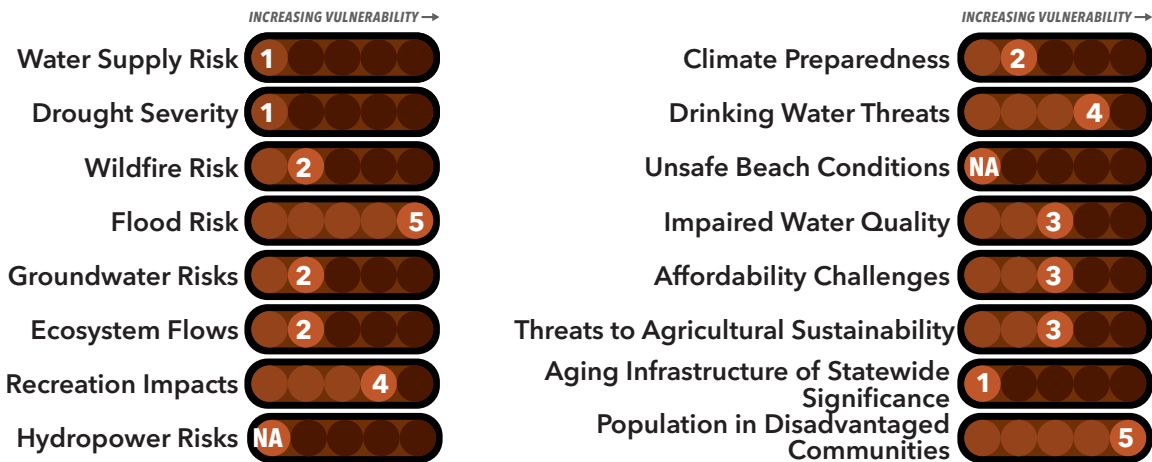 INCREASING VULNERABILITY →
Water Supply Risk 1
Drought Severity 1
Wildfire Risk 2
Flood Risk 5
Groundwater Risks 2
Ecosystem Flows 2
Recreation Impacts 4
Hydropower Risks NA
INCREASING VULNERABILITY →
Climate Preparedness 2
Drinking Water Threats 4
Unsafe Beach Conditions NA
Impaired Water Quality 3
Affordability Challenges 3
Threats to Agricultural Sustainability 3
Aging Infrastructure of Statewide
Significance 1
Population in Disadvantaged
Communities 5